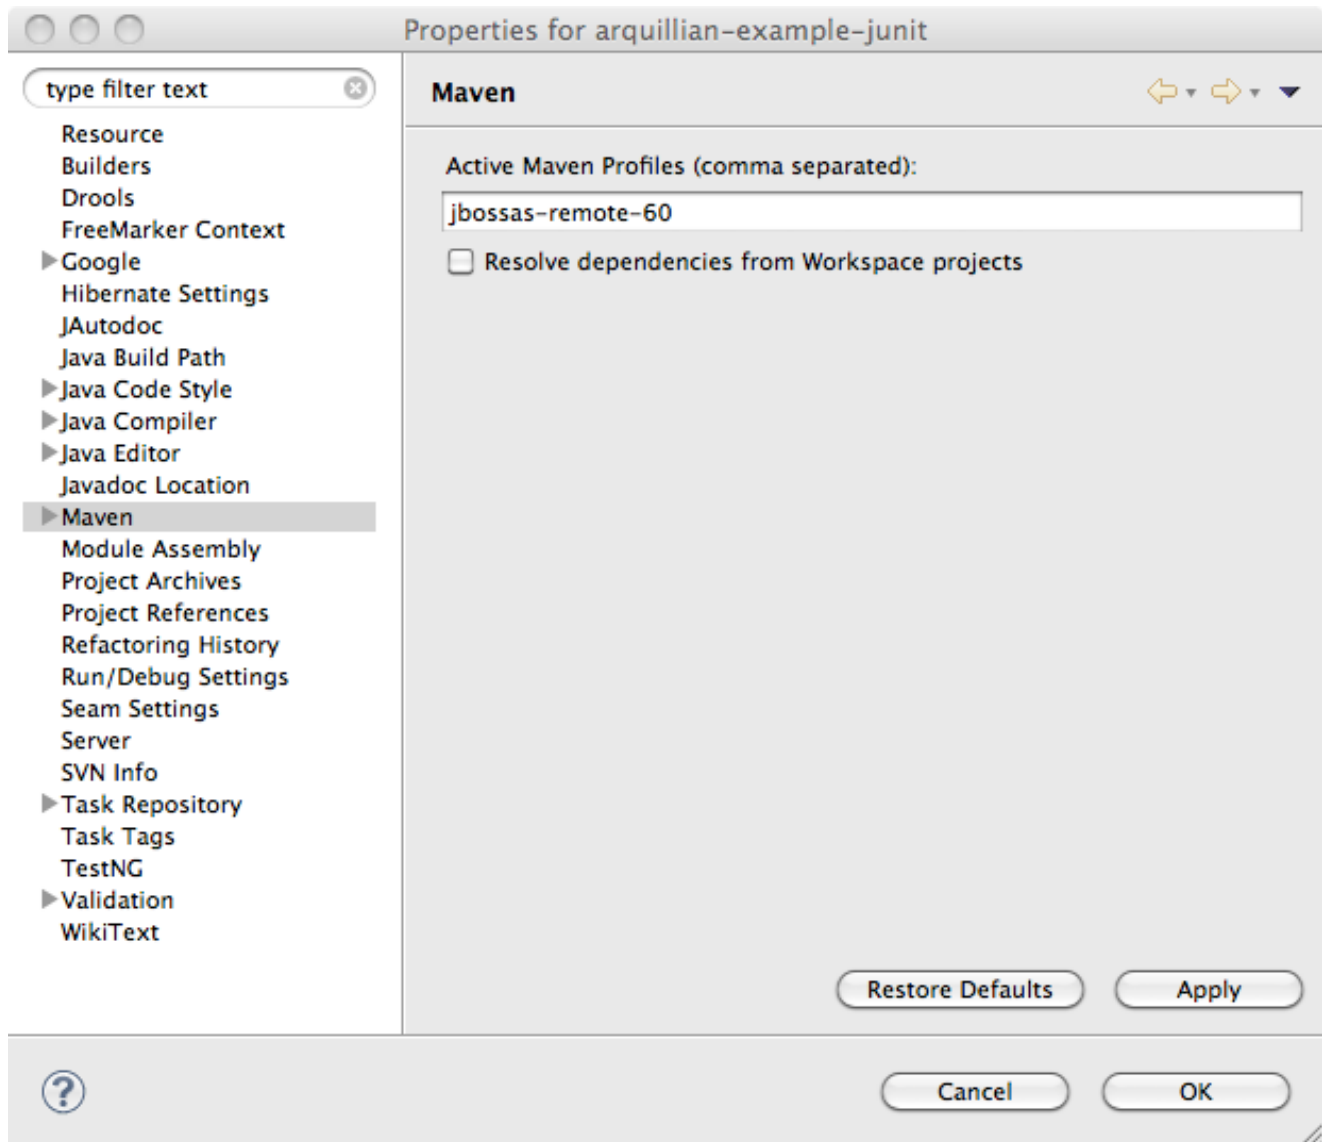 Properties for arquillian-example-junit
type filter text
Resource
Builders
Drools
FreeMarker Context
Google
Hibernate Settings
JAutodoc
Java Build Path
Java Code Style
Java Compiler
Java Editor
Javadoc Location
Maven
Module Assembly
Project Archives
Project References
Refactoring History
Run/Debug Settings
Seam Settings
Server
SVN Info
Task Repository
Task Tags
TestNG
Validation
WikiText
Maven
Active Maven Profiles (comma separated):
jbossas-remote-60
Resolve dependencies from Workspace projects
Restore Defaults Apply
? Cancel OK